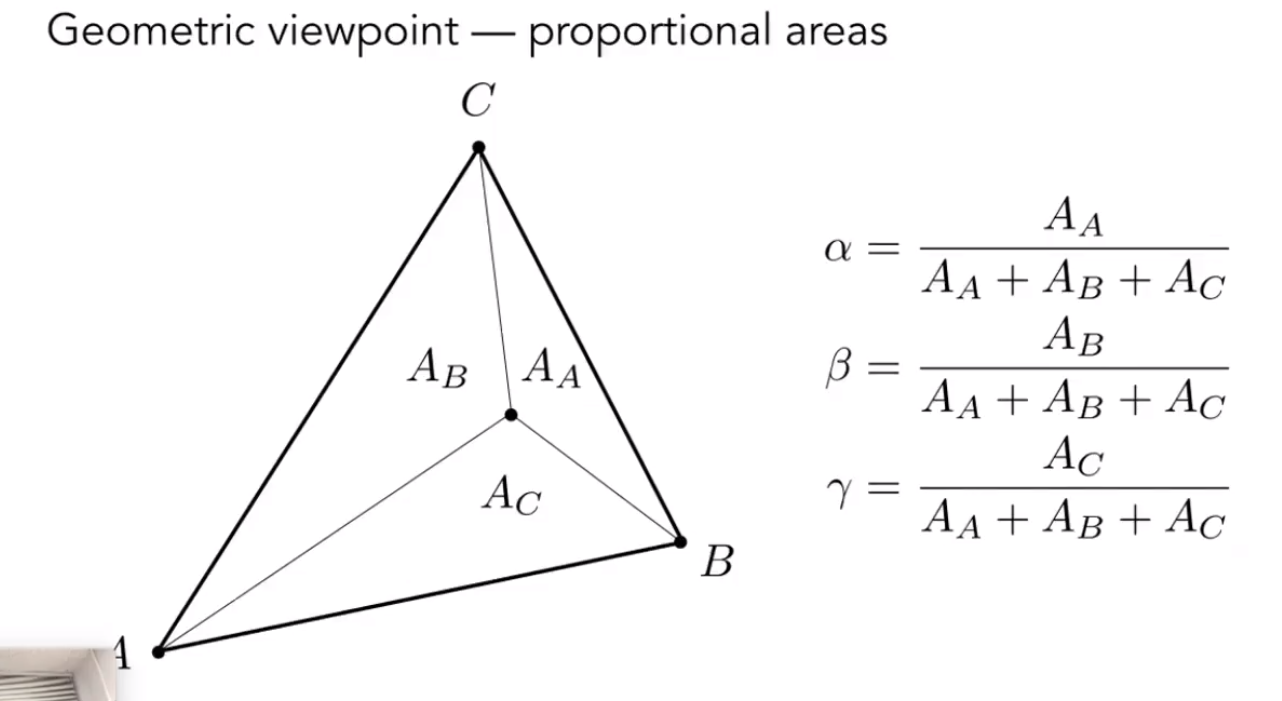 Geometric viewpoint — proportional areas
C
α = A_A / (A_A + A_B + A_C)
A_B A_A
β = A_B / (A_A + A_B + A_C)
A_C
γ = A_C / (A_A + A_B + A_C)
B
A